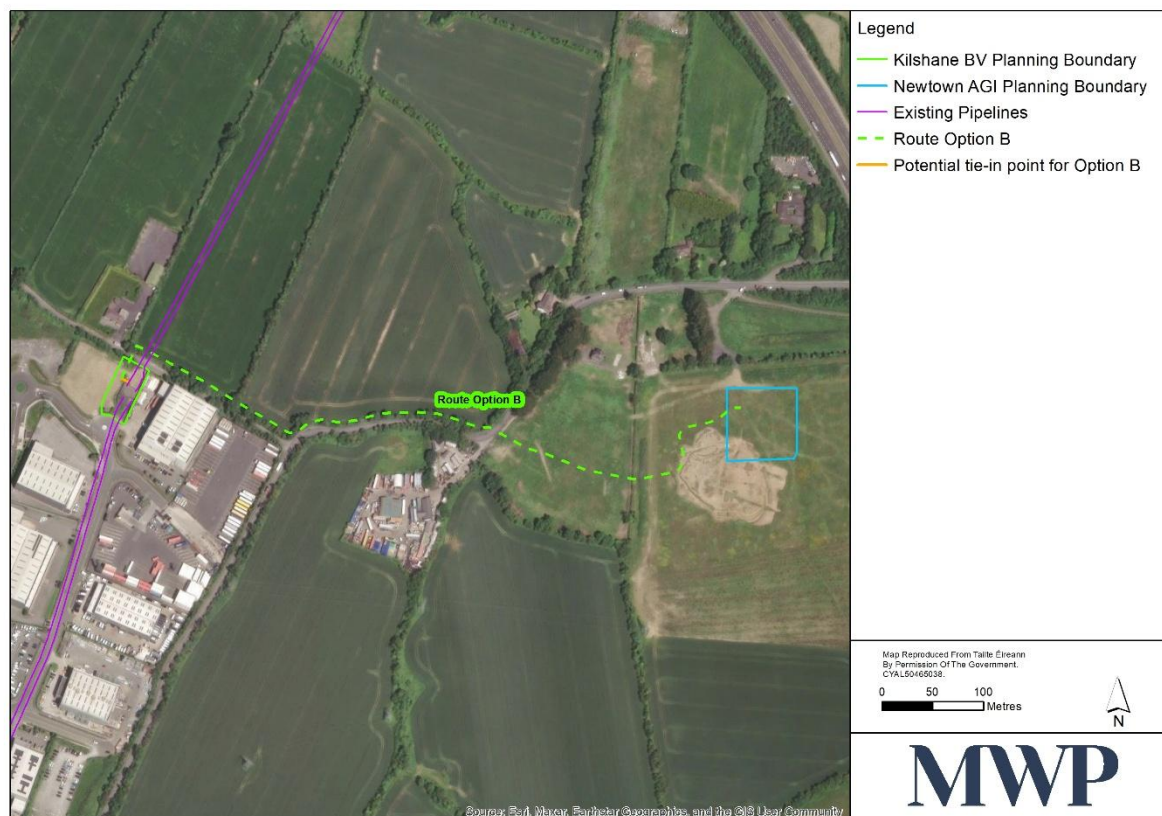 Legend
Kilshane BV Planning Boundary
Newtown AGI Planning Boundary
Existing Pipelines
Route Option B
Potential tie-in point for Option B
Route Option B
Map Reproduced From Tailte Éireann
By Permission Of The Government.
CYAL50465038.
0 50 100
Metres
N
MWP
Source: Esri, Maxar, Earthstar Geographics, and the GIS User Community